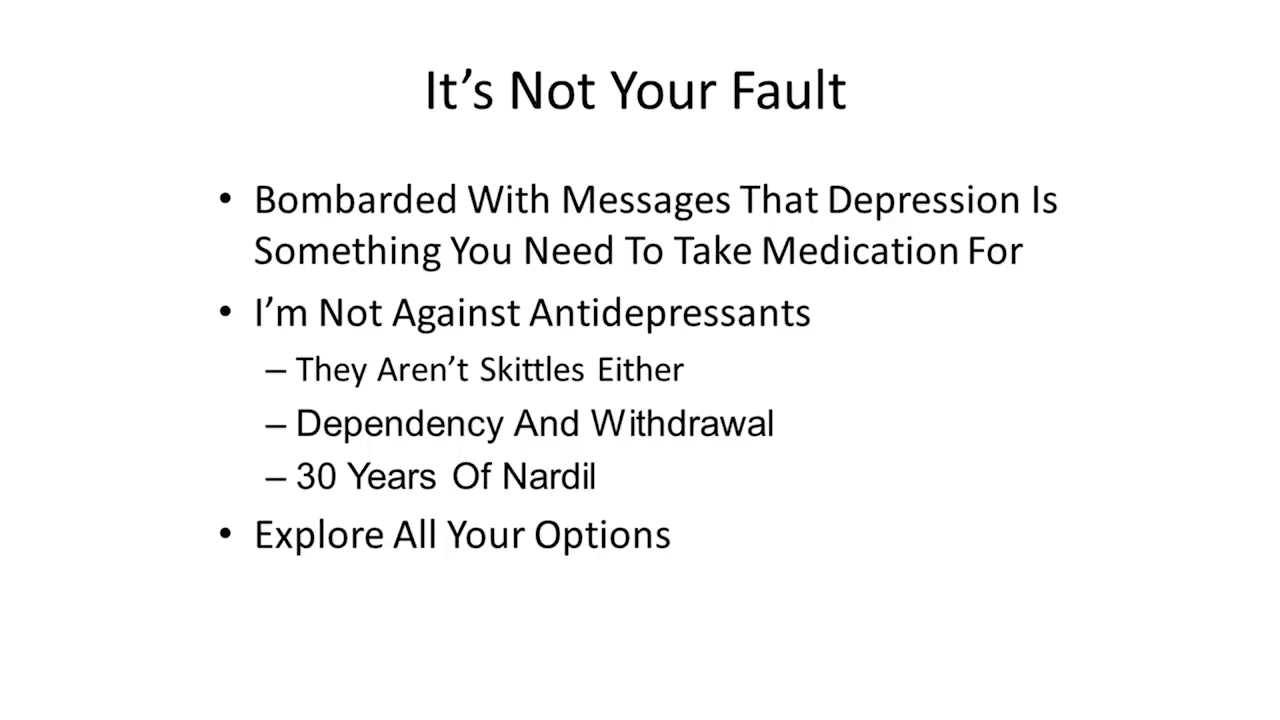 It’s Not Your Fault
• Bombarded With Messages That Depression Is
Something You Need To Take Medication For
• I’m Not Against Antidepressants
– They Aren’t Skittles Either
– Dependency And Withdrawal
– 30 Years Of Nardil
• Explore All Your Options